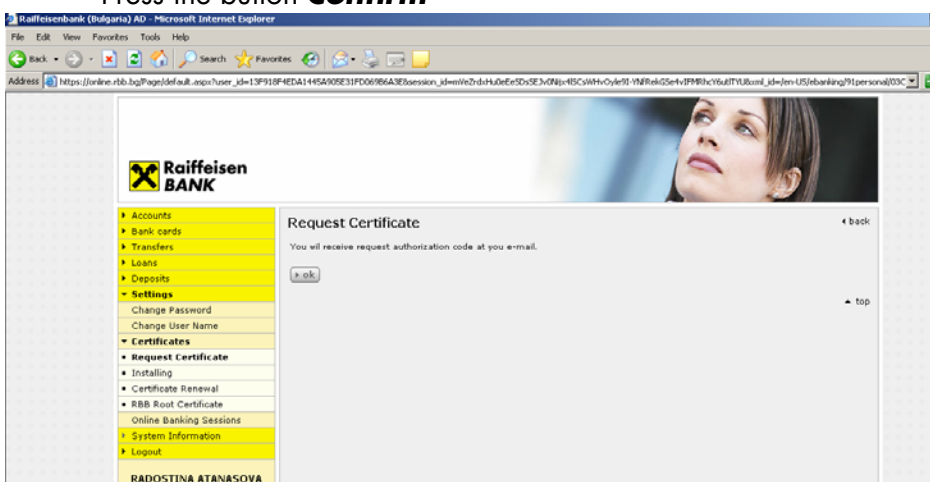 Press the button Confirm
Raiffeisenbank (Bulgaria) AD - Microsoft Internet Explorer
File Edit View Favorites Tools Help
Back Search Favorites
Address
Raiffeisen
BANK
Accounts
Bank cards
Transfers
Loans
Deposits
Settings
Change Password
Change User Name
Certificates
Request Certificate
Installing
Certificate Renewal
RBB Root Certificate
Online Banking Sessions
System Information
Logout
RADOSTINA ATANASOVA
Request Certificate
back
You wil receive request authorization code at you e-mail.
ok
top